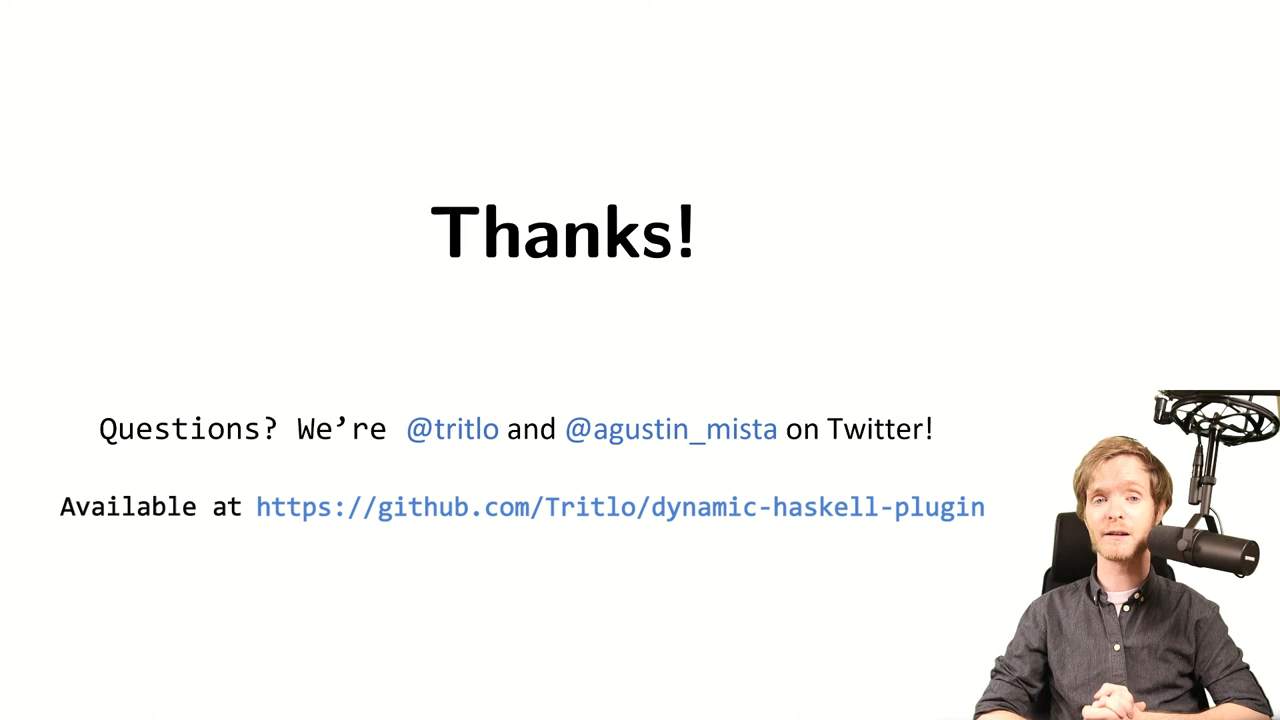 Thanks!
Questions? We’re @tritlo and @agustin_mista on Twitter!
Available at https://github.com/Tritlo/dynamic-haskell-plugin